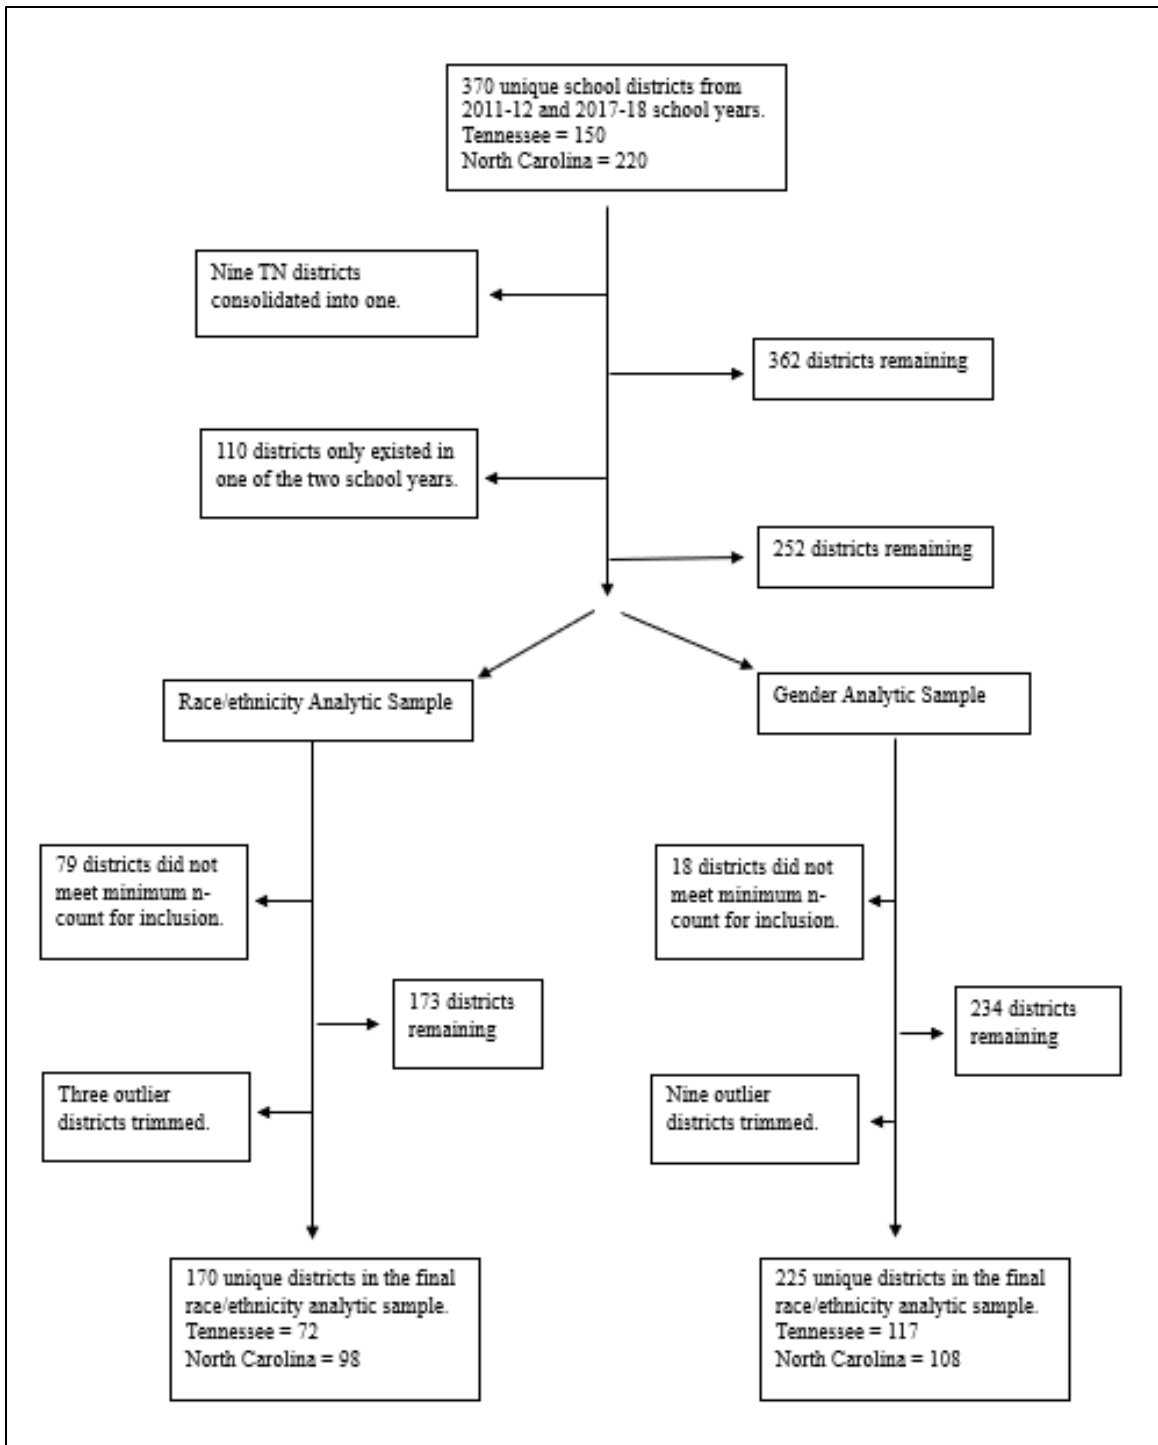 370 unique school districts from
2011-12 and 2017-18 school years.
Tennessee = 150
North Carolina = 220
Nine TN districts
consolidated into one.
362 districts remaining
110 districts only existed in
one of the two school years.
252 districts remaining
Race/ethnicity Analytic Sample
Gender Analytic Sample
79 districts did not
meet minimum n-
count for inclusion.
18 districts did not
meet minimum n-
count for inclusion.
173 districts
remaining
234 districts
remaining
Three outlier
districts trimmed.
Nine outlier
districts trimmed.
170 unique districts in the final
race/ethnicity analytic sample.
Tennessee = 72
North Carolina = 98
225 unique districts in the final
race/ethnicity analytic sample.
Tennessee = 117
North Carolina = 108